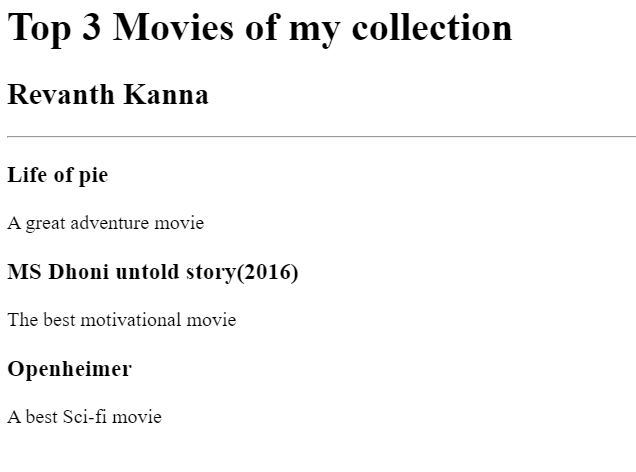 Top 3 Movies of my collection
Revanth Kanna
Life of pie
A great adventure movie
MS Dhoni untold story(2016)
The best motivational movie
Openheimer
A best Sci-fi movie